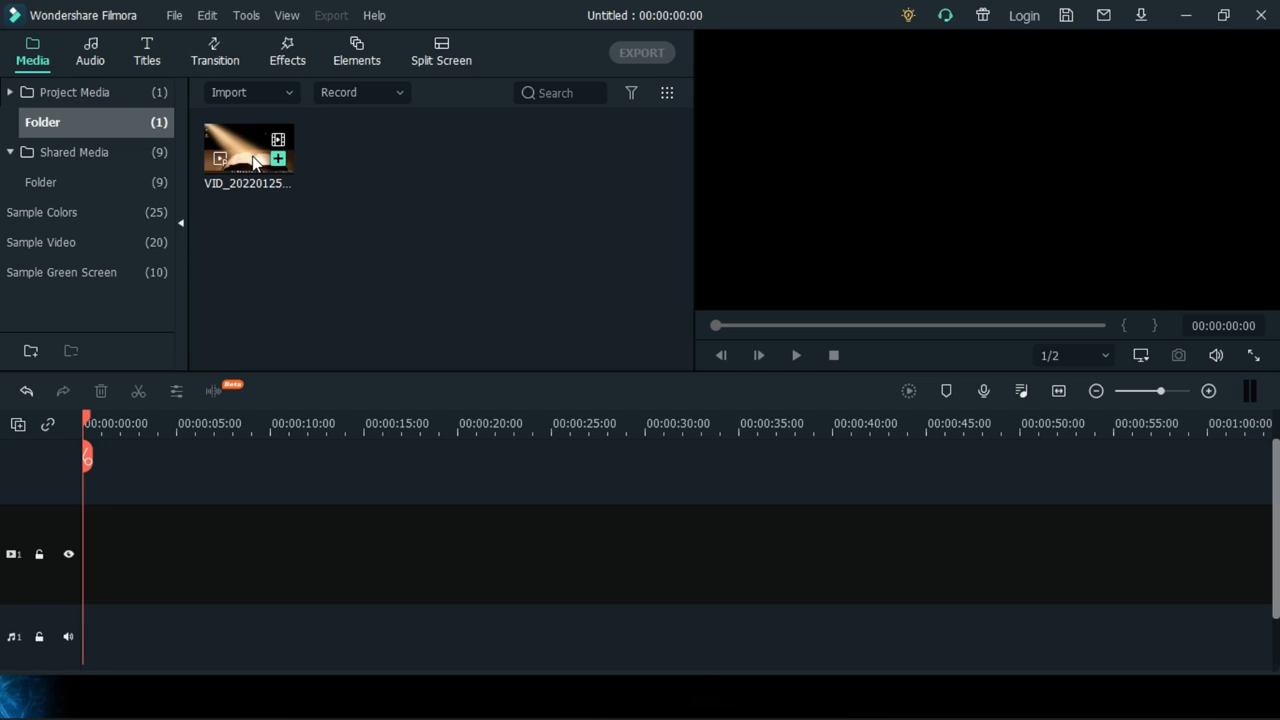 Wondershare Filmora File Edit Tools View Export Help Untitled : 00:00:00:00 Login
Media Audio Titles Transition Effects Elements Split Screen EXPORT
Project Media (1) Import Record Search
Folder (1)
Shared Media (9)
Folder (9)
VID_20220125...
Sample Colors (25)
Sample Video (20)
Sample Green Screen (10)
{ } 00:00:00:00
1/2
Beta
00:00:00:00 00:00:05:00 00:00:10:00 00:00:15:00 00:00:20:00 00:00:25:00 00:00:30:00 00:00:35:00 00:00:40:00 00:00:45:00 00:00:50:00 00:00:55:00 00:01:00:00
1
1